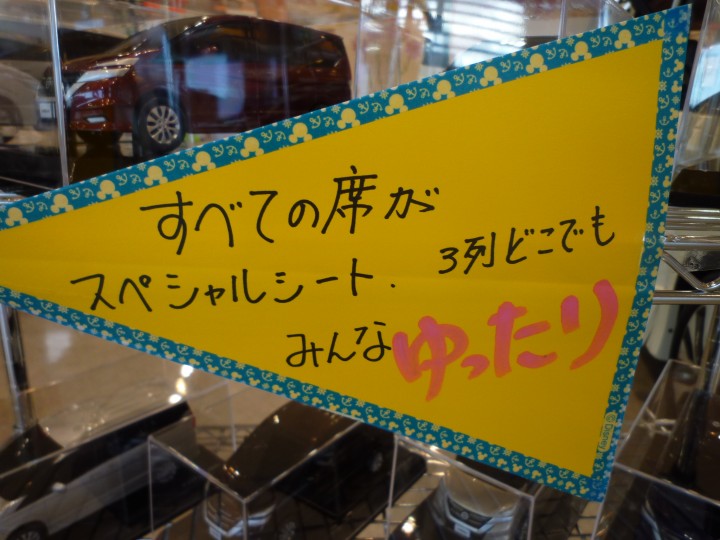 すべての席が
スペシャルシート.
3列どこでも
みんなゆったり
©Disney